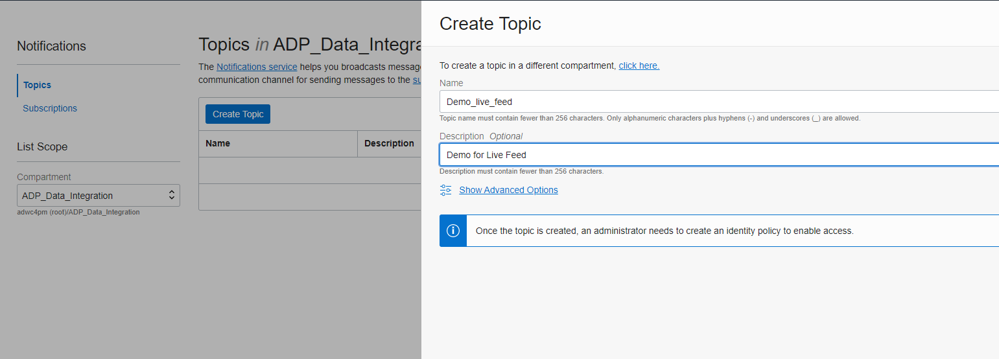 Notifications
Topics
Subscriptions
List Scope
Compartment
ADP_Data_Integration
adwc4pm (root)/ADP_Data_Integration
Topics in ADP_Data_Integra
The Notifications service helps you broadcasts messag
communication channel for sending messages to the su
Create Topic
Name Description
Create Topic
To create a topic in a different compartment, click here.
Name
Demo_live_feed
Topic name must contain fewer than 256 characters. Only alphanumeric characters plus hyphens (-) and underscores (_) are allowed.
Description Optional
Demo for Live Feed
Description must contain fewer than 256 characters.
Show Advanced Options
Once the topic is created, an administrator needs to create an identity policy to enable access.